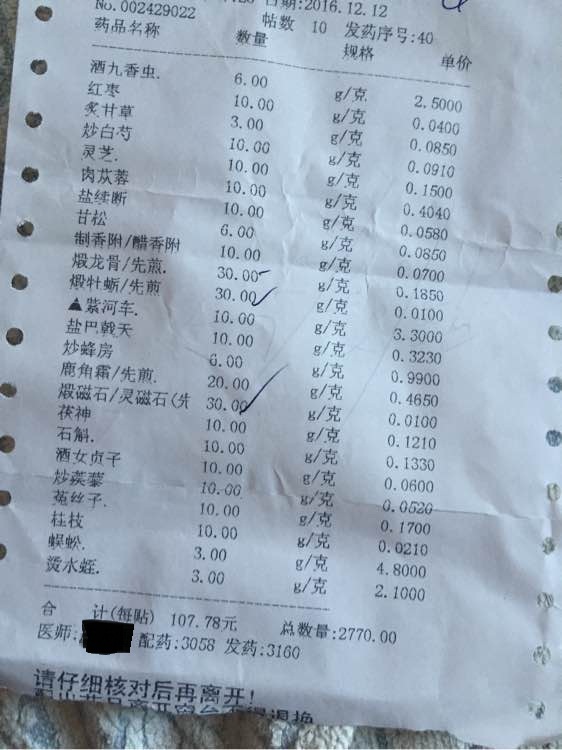 No.002429022 日期:2016.12.12
帖数 10 发药序号:40
药品名称 数量 规格 单价
酒九香虫 6.00 g/克 2.5000
红枣 10.00 g/克 0.0400
炙甘草 3.00 g/克 0.0850
炒白芍 10.00 g/克 0.0910
灵芝. 10.00 g/克 0.1500
肉苁蓉 10.00 g/克 0.4040
盐续断 10.00 g/克 0.0580
甘松 6.00 g/克 0.0850
制香附/醋香附 10.00 g/克 0.0700
煅龙骨/先煎. 30.00 g/克 0.1850
煅牡蛎/先煎 30.00 g/克 0.0100
▲紫河车. 10.00 g/克 3.3000
盐巴戟天 10.00 g/克 0.3230
炒蜂房 6.00 g/克 0.9900
鹿角霜/先煎. 20.00 g/克 0.4650
煅磁石/灵磁石(先 30.00 g/克 0.0100
茯神 10.00 g/克 0.1210
石斛. 10.00 g/克 0.1330
酒女贞子 10.00 g/克 0.0600
炒蒺藜 10.00 g/克 0.0520
菟丝子. 10.00 g/克 0.1700
桂枝 10.00 g/克 0.0210
蜈蚣. 3.00 g/克 4.8000
烫水蛭. 3.00 g/克 2.1000
合 计(每贴) 107.78元 总数量:2770.00
医师: 配药:3058 发药:3160
请仔细核对后再离开!